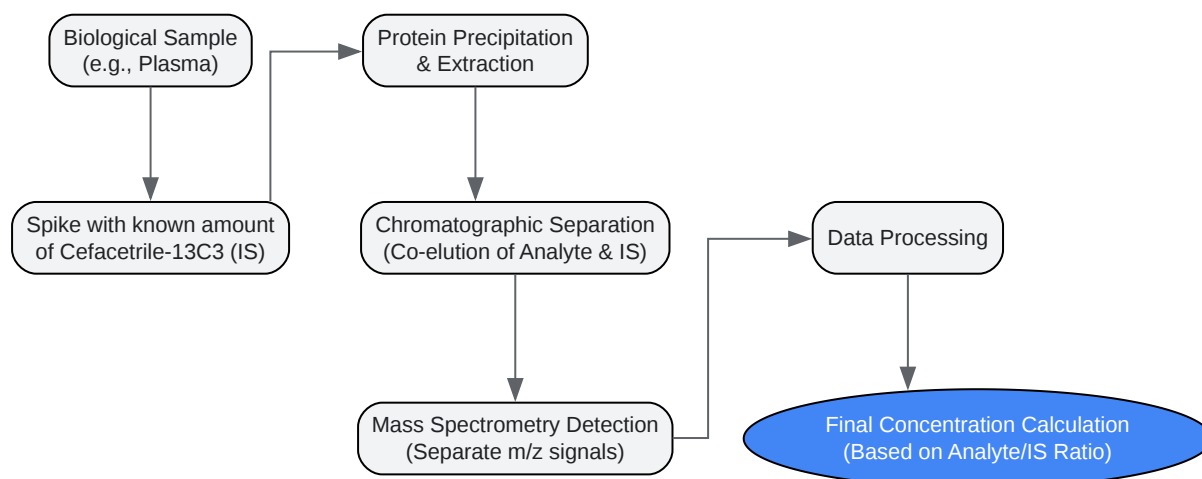 Biological Sample
(e.g., Plasma)
Spike with known amount
of Cefacetrile-13C3 (IS)
Protein Precipitation
& Extraction
Chromatographic Separation
(Co-elution of Analyte & IS)
Mass Spectrometry Detection
(Separate m/z signals)
Data Processing
Final Concentration Calculation
(Based on Analyte/IS Ratio)